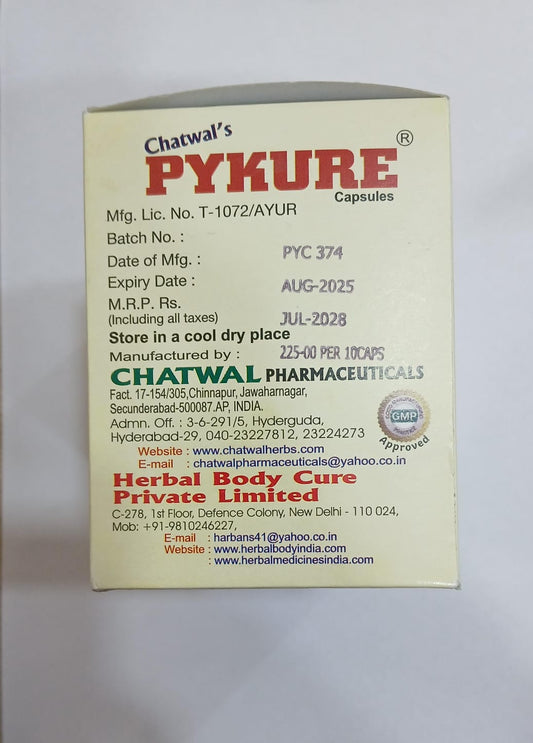 Chatwal's
PYKURE ®
Capsules
Mfg. Lic. No. T-1072/AYUR
Batch No. :
PYC 374
Date of Mfg. :
AUG-2025
Expiry Date :
JUL-2028
M.R.P. Rs.
(Including all taxes)
225-00 PER 10CAPS
Store in a cool dry place
Manufactured by :
CHATWAL PHARMACEUTICALS
Fact. 17-154/305,Chinnapur, Jawaharnagar,
Secunderabad-500087.AP, INDIA.
Admn. Off. : 3-6-291/5, Hyderguda,
Hyderabad-29, 040-23227812, 23224273
GMP
Approved
Website : www.chatwalherbs.com
E-mail : chatwalpharmaceuticals@yahoo.co.in
Herbal Body Cure
Private Limited
C-278, 1st Floor, Defence Colony, New Delhi - 110 024,
Mob: +91-9810246227,
E-mail : harbans41@yahoo.co.in
Website : www.herbalbodyindia.com
: www.herbalmedicinesindia.com